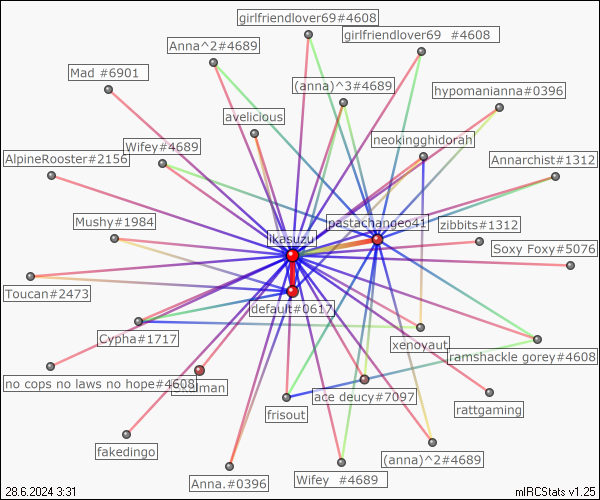 girlfriendlover69#4608
girlfriendlover69 #4608
Anna^2#4689
Mad #6901
(anna)^3#4689
hypomanianna#0396
avelicious
neokingghidorah
Wifey#4689
AlpineRooster#2156
Annarchist#1312
Mushy#1984
pastachangeo41
zibbits#1312
ikasuzu
Soxy Foxy#5076
Toucan#2473
default#0617
Cypha#1717
xenoyaut
ramshackle gorey#4608
no cops no laws no hope#4608
ace deucy#7097
rattgaming
frisout
fakedingo
(anna)^2#4689
Anna.#0396
Wifey #4689
28.6.2024 3:31
mIRCStats v1.25